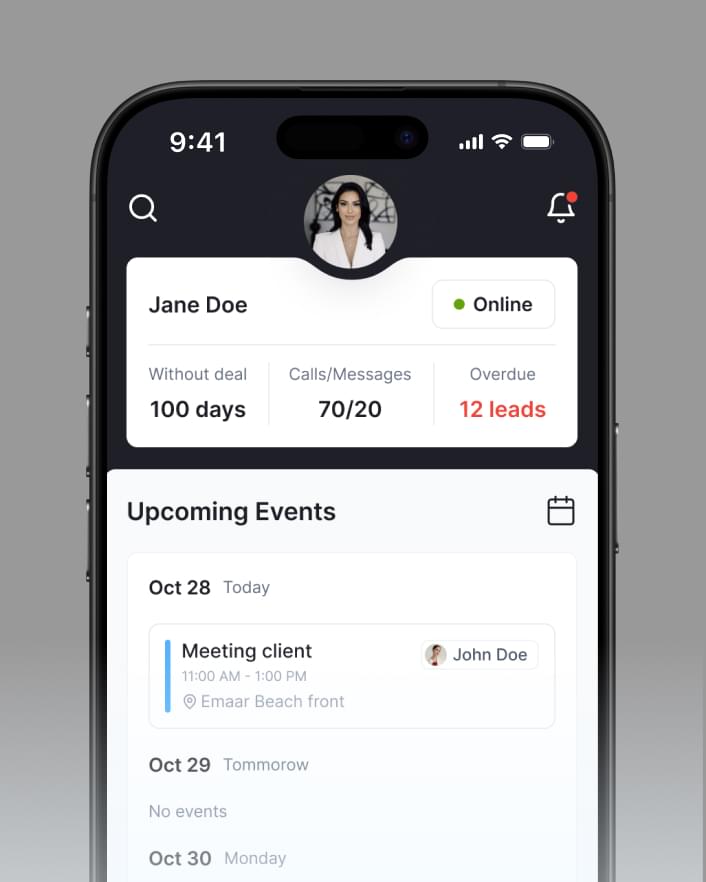 9:41
Jane Doe
Online
Without deal
100 days
Calls/Messages
70/20
Overdue
12 leads
Upcoming Events
Oct 28 Today
Meeting client
John Doe
11:00 AM - 1:00 PM
Emaar Beach front
Oct 29 Tommorow
No events
Oct 30 Monday